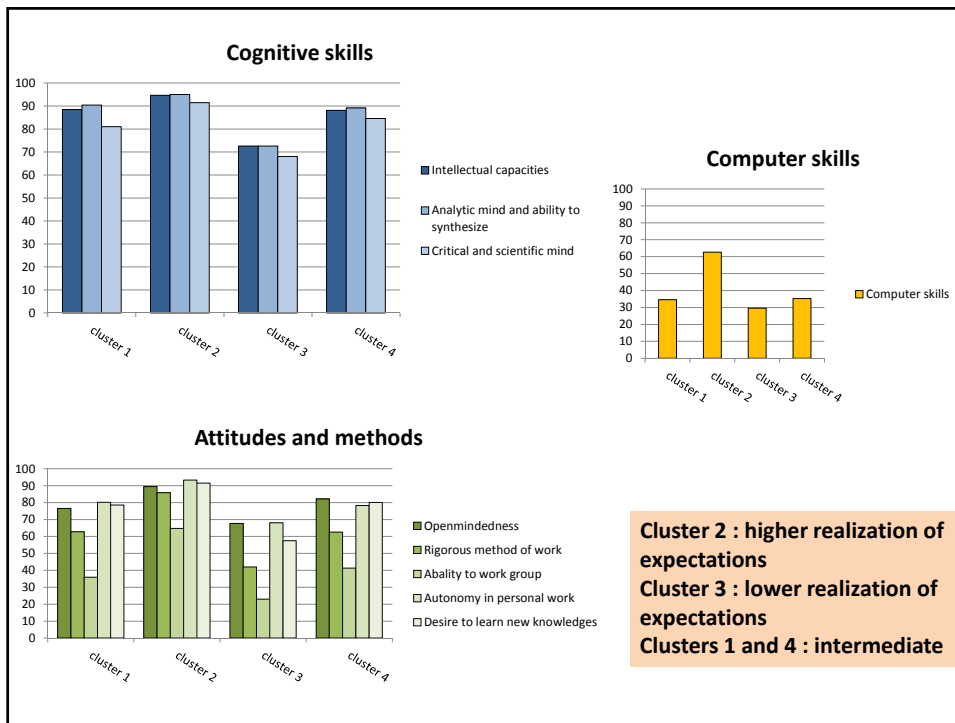 Cognitive skills
100
90
80
70
60
50
40
30
20
10
0
cluster 1
cluster 2
cluster 3
cluster 4
Intellectual capacities
Analytic mind and ability to
synthesize
Critical and scientific mind
Computer skills
100
90
80
70
60
50
40
30
20
10
0
cluster 1
cluster 2
cluster 3
cluster 4
Computer skills
Attitudes and methods
100
90
80
70
60
50
40
30
20
10
0
cluster 1
cluster 2
cluster 3
cluster 4
Openmindedness
Rigorous method of work
Abality to work group
Autonomy in personal work
Desire to learn new knowledges
Cluster 2 : higher realization of
expectations
Cluster 3 : lower realization of
expectations
Clusters 1 and 4 : intermediate